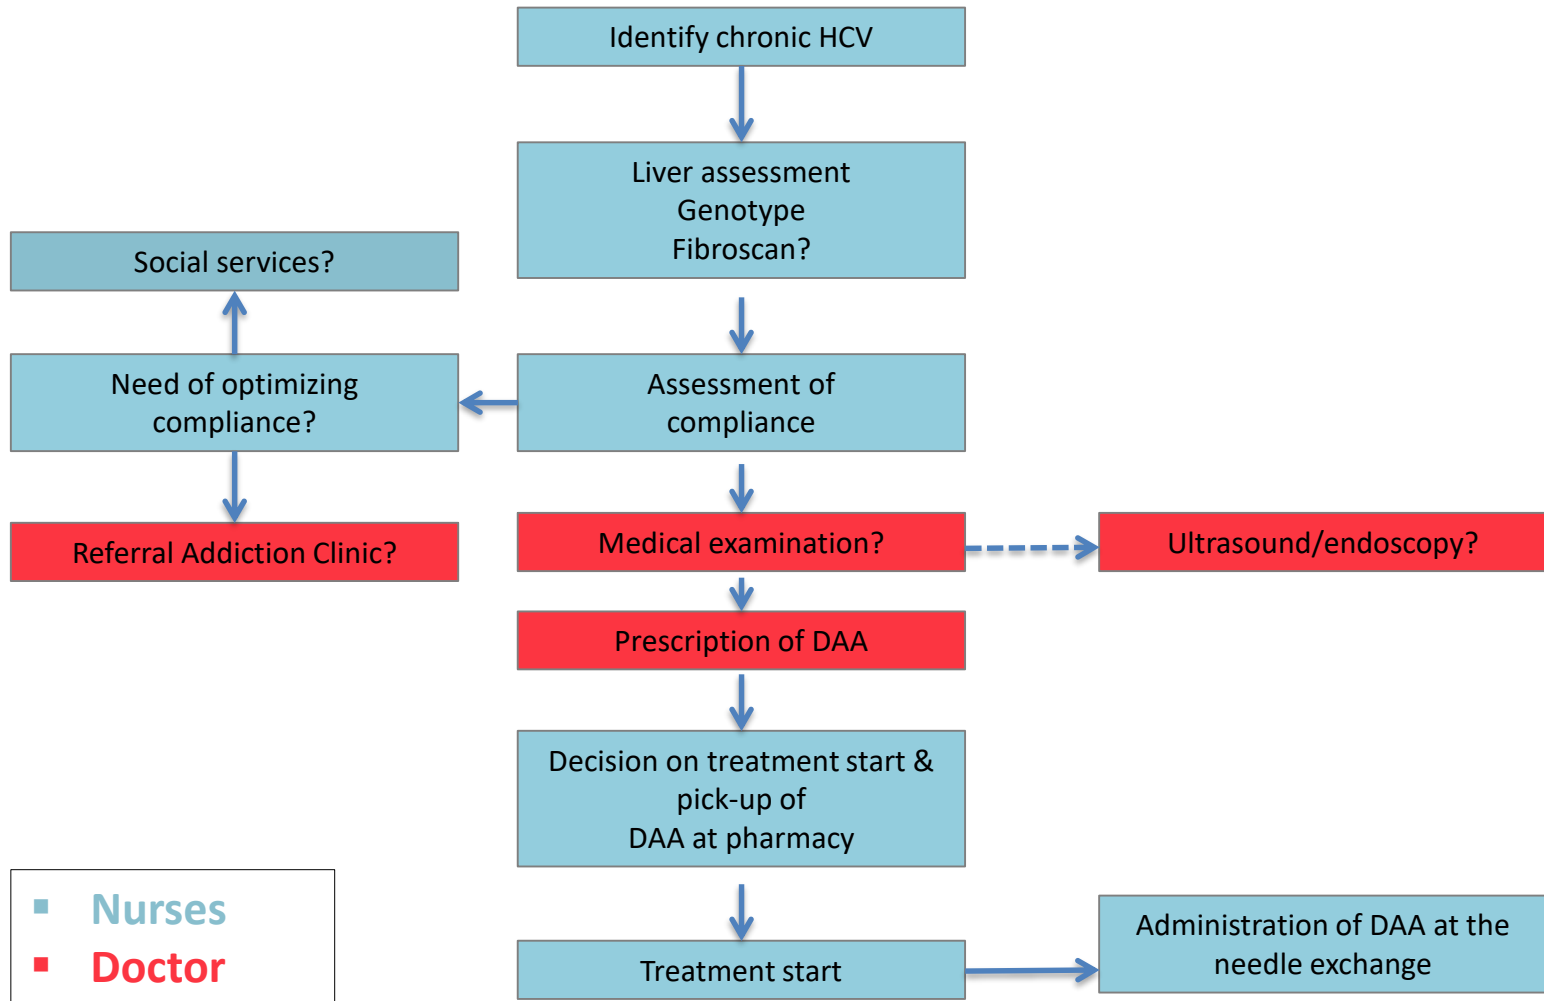 Identify chronic HCV
Liver assessment
Genotype
Fibroscan?
Social services?
Need of optimizing
compliance?
Assessment of
compliance
Referral Addiction Clinic?
Medical examination?
Ultrasound/endoscopy?
Prescription of DAA
Decision on treatment start &
pick-up of
DAA at pharmacy
▪ Nurses
▪ Doctor
Treatment start
Administration of DAA at the
needle exchange